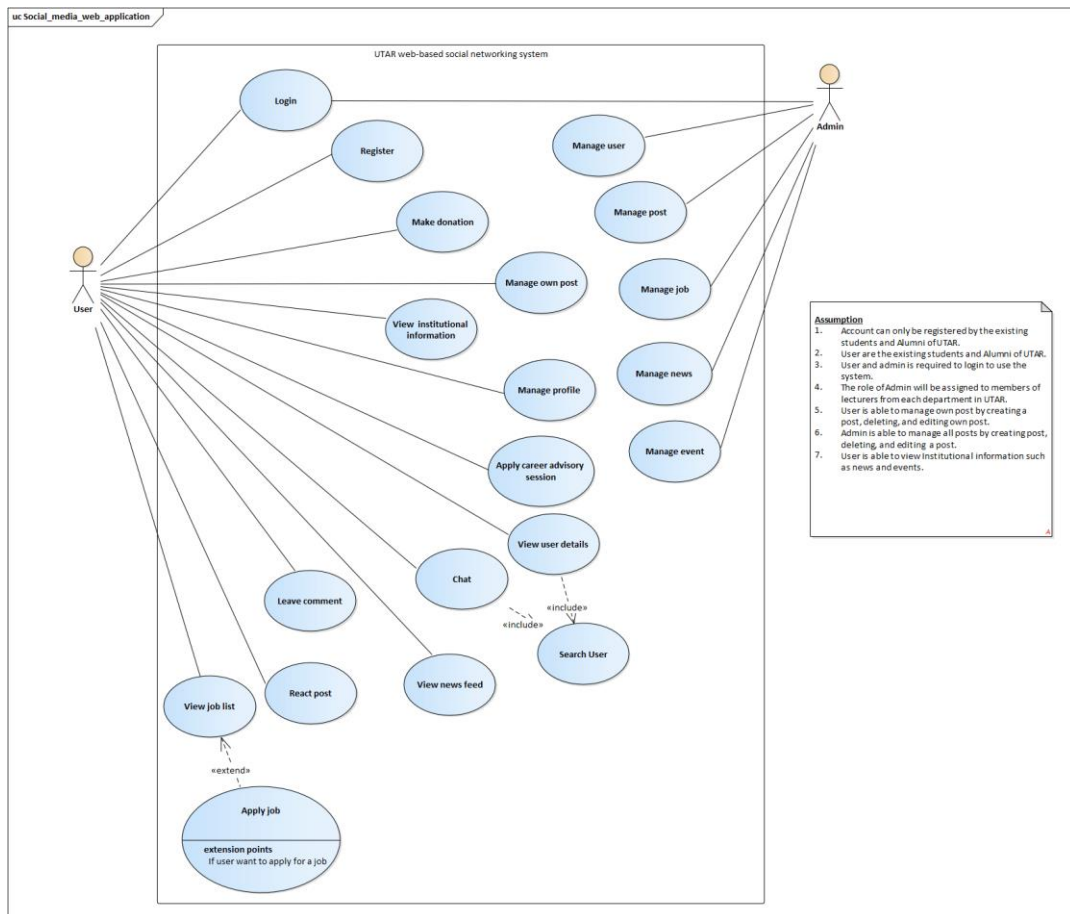 uc Social_media_web_application
UTAR web-based social networking system
Login
Admin
Register
Manage user
Manage post
Make donation
User
Manage own post
Manage job
View institutional
information
Manage profile
Manage news
Apply career advisory
session
Manage event
Assumption
1. Account can only be registered by the existing
students and Alumni of UTAR.
2. User are the existing students and Alumni of UTAR.
3. User and admin is required to login to use the
system.
4. The role of Admin will be assigned to members of
lecturers from each department in UTAR.
5. User is able to manage own post by creating a
post, deleting, and editing own post.
6. Admin is able to manage all posts by creating post,
deleting, and editing a post.
7. User is able to view Institutional information such
as news and events.
A
View user details
Chat
Leave comment
«include»
«include»
Search User
View news feed
React post
View job list
«extend»
Apply job
extension points
If user want to apply for a job